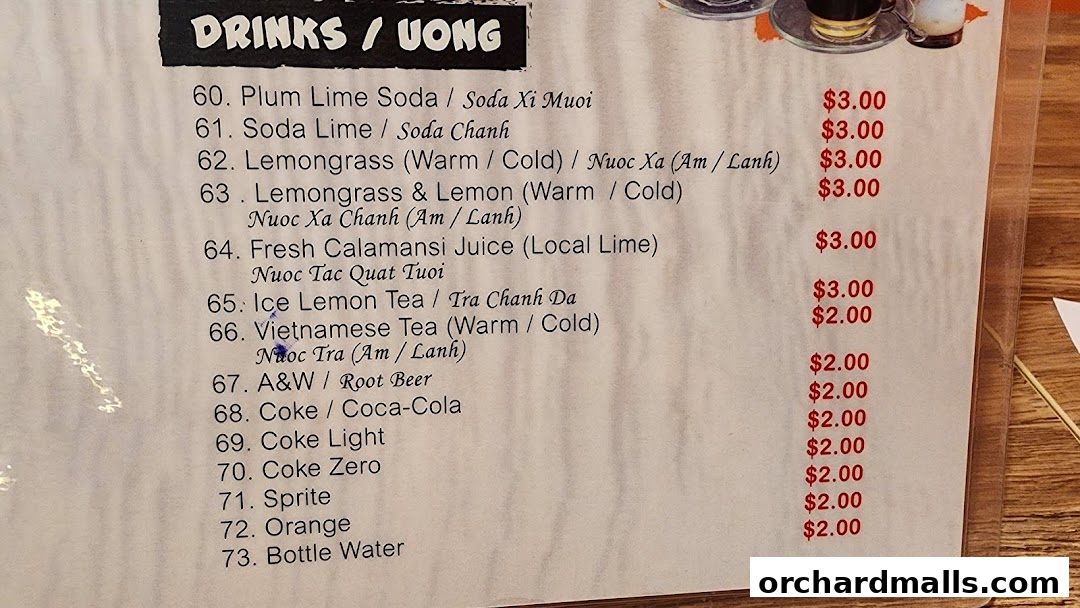 DRINKS / UONG
60. Plum Lime Soda / Soda Xi Muoi $3.00
61. Soda Lime / Soda Chanh $3.00
62. Lemongrass (Warm / Cold) / Nuoc Xa (Am / Lanh) $3.00
63 . Lemongrass & Lemon (Warm / Cold) $3.00
Nuoc Xa Chanh (Am / Lanh)
64. Fresh Calamansi Juice (Local Lime) $3.00
Nuoc Tac Quat Tuoi
65. Ice Lemon Tea / Tra Chanh Da $3.00
66. Vietnamese Tea (Warm / Cold) $2.00
Nuoc Tra (Am / Lanh)
67. A&W / Root Beer $2.00
68. Coke / Coca-Cola $2.00
69. Coke Light $2.00
70. Coke Zero $2.00
71. Sprite $2.00
72. Orange $2.00
73. Bottle Water $2.00
orchardmalls.com